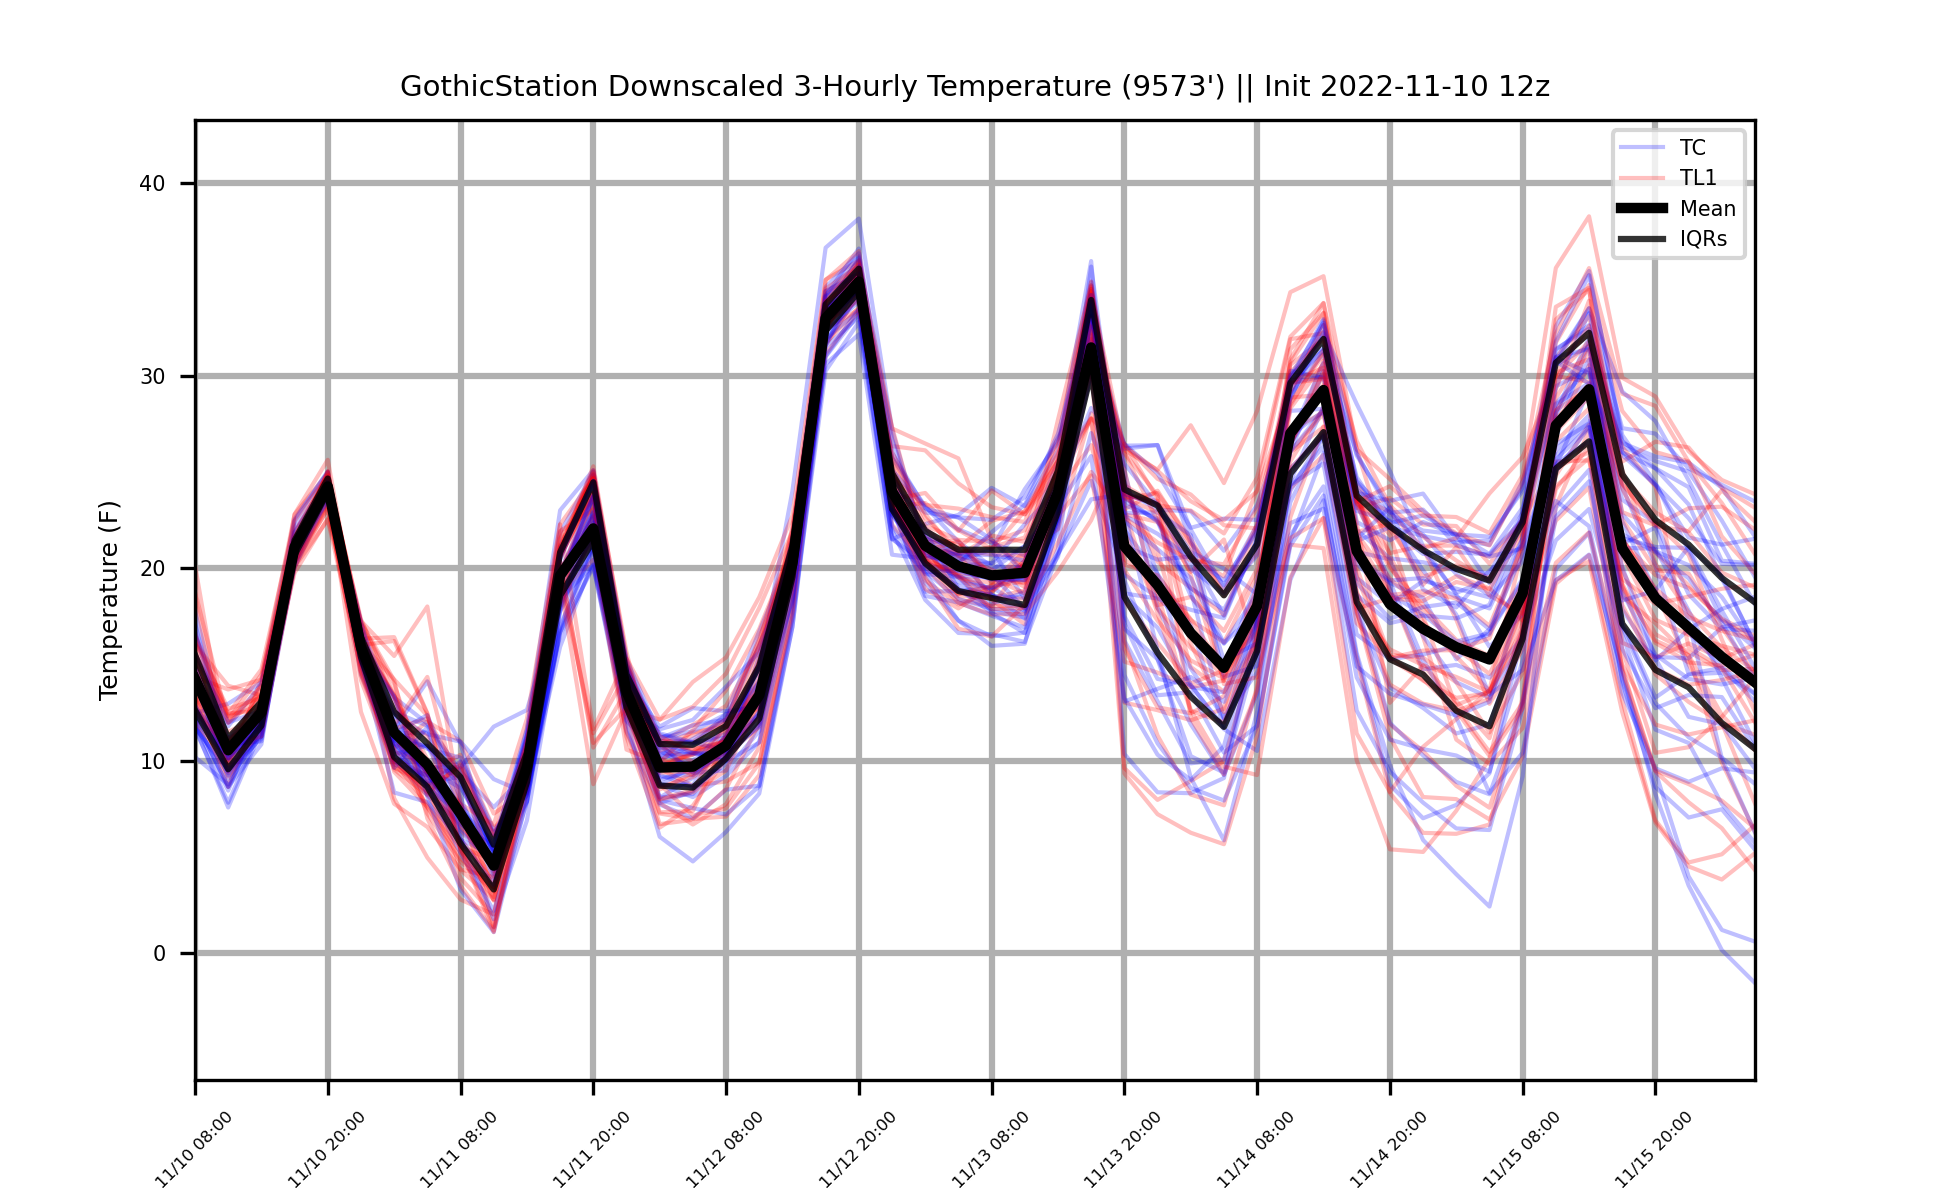 GothicStation Downscaled 3-Hourly Temperature (9573') || Init 2022-11-10 12z
TC
TL1
Mean
IQRs
Temperature (F)
40
30
20
10
0
11/10 08:00
11/10 20:00
11/11 08:00
11/11 20:00
11/12 08:00
11/12 20:00
11/13 08:00
11/13 20:00
11/14 08:00
11/14 20:00
11/15 08:00
11/15 20:00